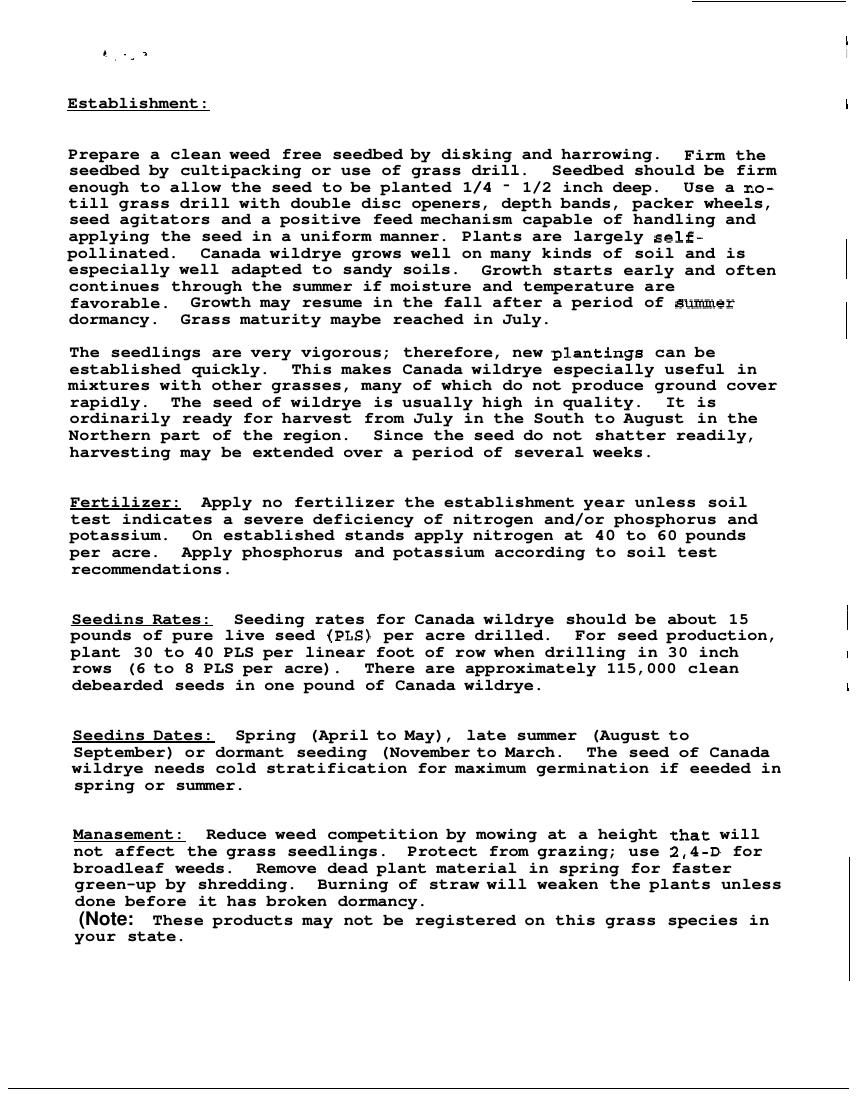 Establishment:
Prepare a clean weed free seedbed by disking and harrowing. Firm the
seedbed by cultipacking or use of grass drill. Seedbed should be firm
enough to allow the seed to be planted 1/4 - 1/2 inch deep. Use a no-
till grass drill with double disc openers, depth bands, packer wheels,
seed agitators and a positive feed mechanism capable of handling and
applying the seed in a uniform manner. Plants are largely self-
pollinated. Canada wildrye grows well on many kinds of soil and is
especially well adapted to sandy soils. Growth starts early and often
continues through the summer if moisture and temperature are
favorable. Growth may resume in the fall after a period of summer
dormancy. Grass maturity maybe reached in July.
The seedlings are very vigorous; therefore, new plantings can be
established quickly. This makes Canada wildrye especially useful in
mixtures with other grasses, many of which do not produce ground cover
rapidly. The seed of wildrye is usually high in quality. It is
ordinarily ready for harvest from July in the South to August in the
Northern part of the region. Since the seed do not shatter readily,
harvesting may be extended over a period of several weeks.
Fertilizer: Apply no fertilizer the establishment year unless soil
test indicates a severe deficiency of nitrogen and/or phosphorus and
potassium. On established stands apply nitrogen at 40 to 60 pounds
per acre. Apply phosphorus and potassium according to soil test
recommendations.
Seedins Rates: Seeding rates for Canada wildrye should be about 15
pounds of pure live seed (PLS) per acre drilled. For seed production,
plant 30 to 40 PLS per linear foot of row when drilling in 30 inch
rows (6 to 8 PLS per acre). There are approximately 115,000 clean
debearded seeds in one pound of Canada wildrye.
Seedins Dates: Spring (April to May), late summer (August to
September) or dormant seeding (November to March. The seed of Canada
wildrye needs cold stratification for maximum germination if eeeded in
spring or summer.
Manasement: Reduce weed competition by mowing at a height that will
not affect the grass seedlings. Protect from grazing; use 2,4-D for
broadleaf weeds. Remove dead plant material in spring for faster
green-up by shredding. Burning of straw will weaken the plants unless
done before it has broken dormancy.
(Note: These products may not be registered on this grass species in
your state.